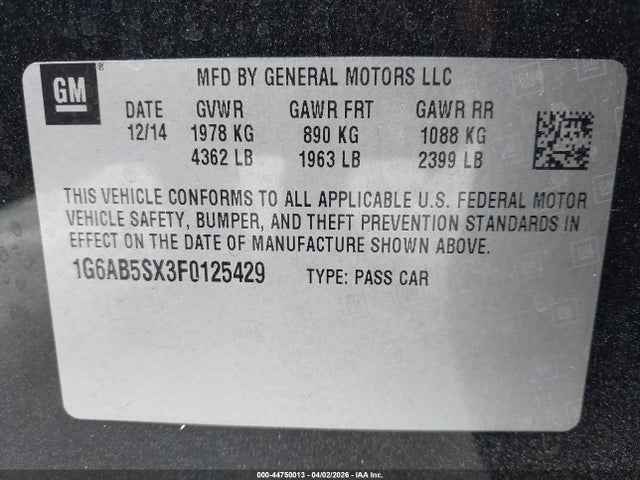 GM
MFD BY GENERAL MOTORS LLC
DATE GVWR GAWR FRT GAWR RR
12/14 1978 KG 890 KG 1088 KG
4362 LB 1963 LB 2399 LB
THIS VEHICLE CONFORMS TO ALL APPLICABLE U.S. FEDERAL MOTOR
VEHICLE SAFETY, BUMPER, AND THEFT PREVENTION STANDARDS IN
EFFECT ON THE DATE OF MANUFACTURE SHOWN ABOVE.
1G6AB5SX3F0125429 TYPE: PASS CAR
000-44750013 - 04/02/2026 - IAA Inc.